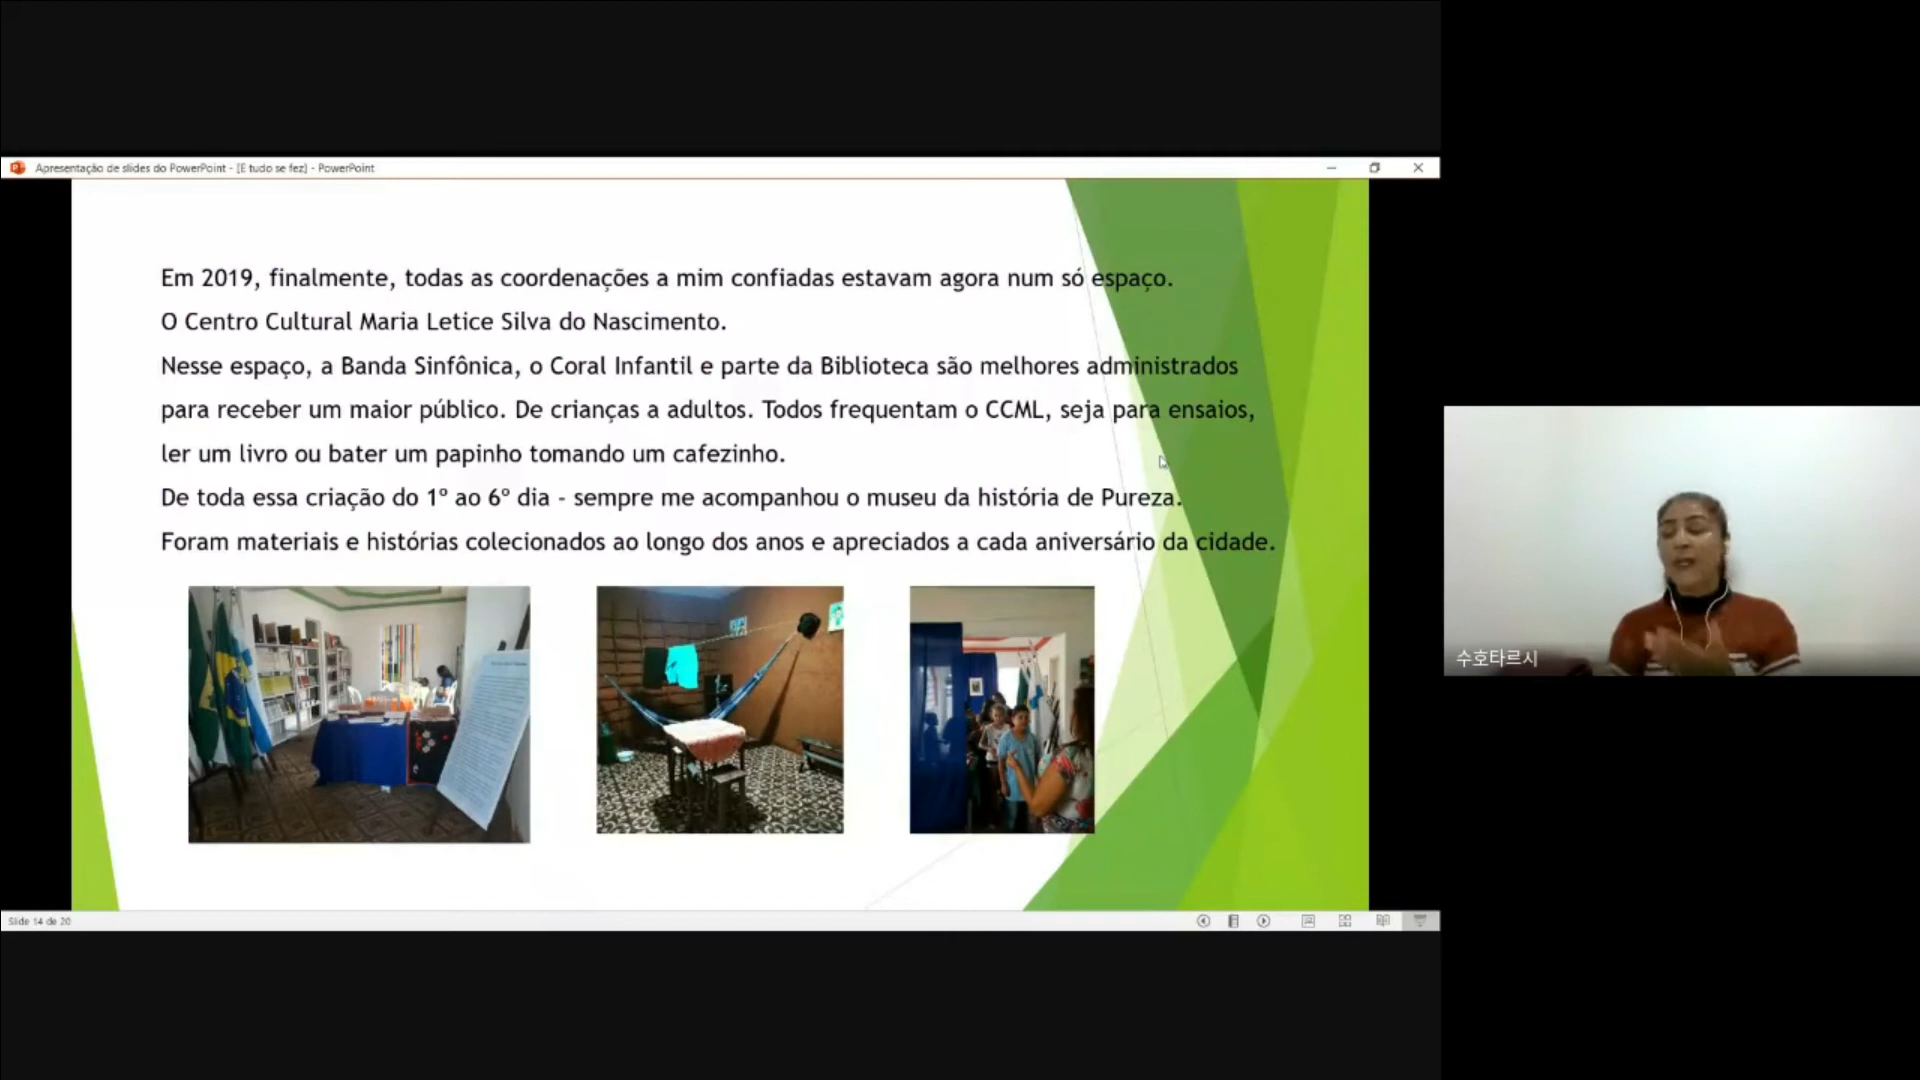 Apresentação de slides do PowerPoint - [E tudo se fez] - PowerPoint
Em 2019, finalmente, todas as coordenações a mim confiadas estavam agora num só espaço.
O Centro Cultural Maria Letice Silva do Nascimento.
Nesse espaço, a Banda Sinfônica, o Coral Infantil e parte da Biblioteca são melhores administrados
para receber um maior público. De crianças a adultos. Todos frequentam o CCML, seja para ensaios,
ler um livro ou bater um papinho tomando um cafezinho.
De toda essa criação do 1º ao 6º dia - sempre me acompanhou o museu da história de Pureza.
Foram materiais e histórias colecionados ao longo dos anos e apreciados a cada aniversário da cidade.
수호타르시
Slide 14 de 20